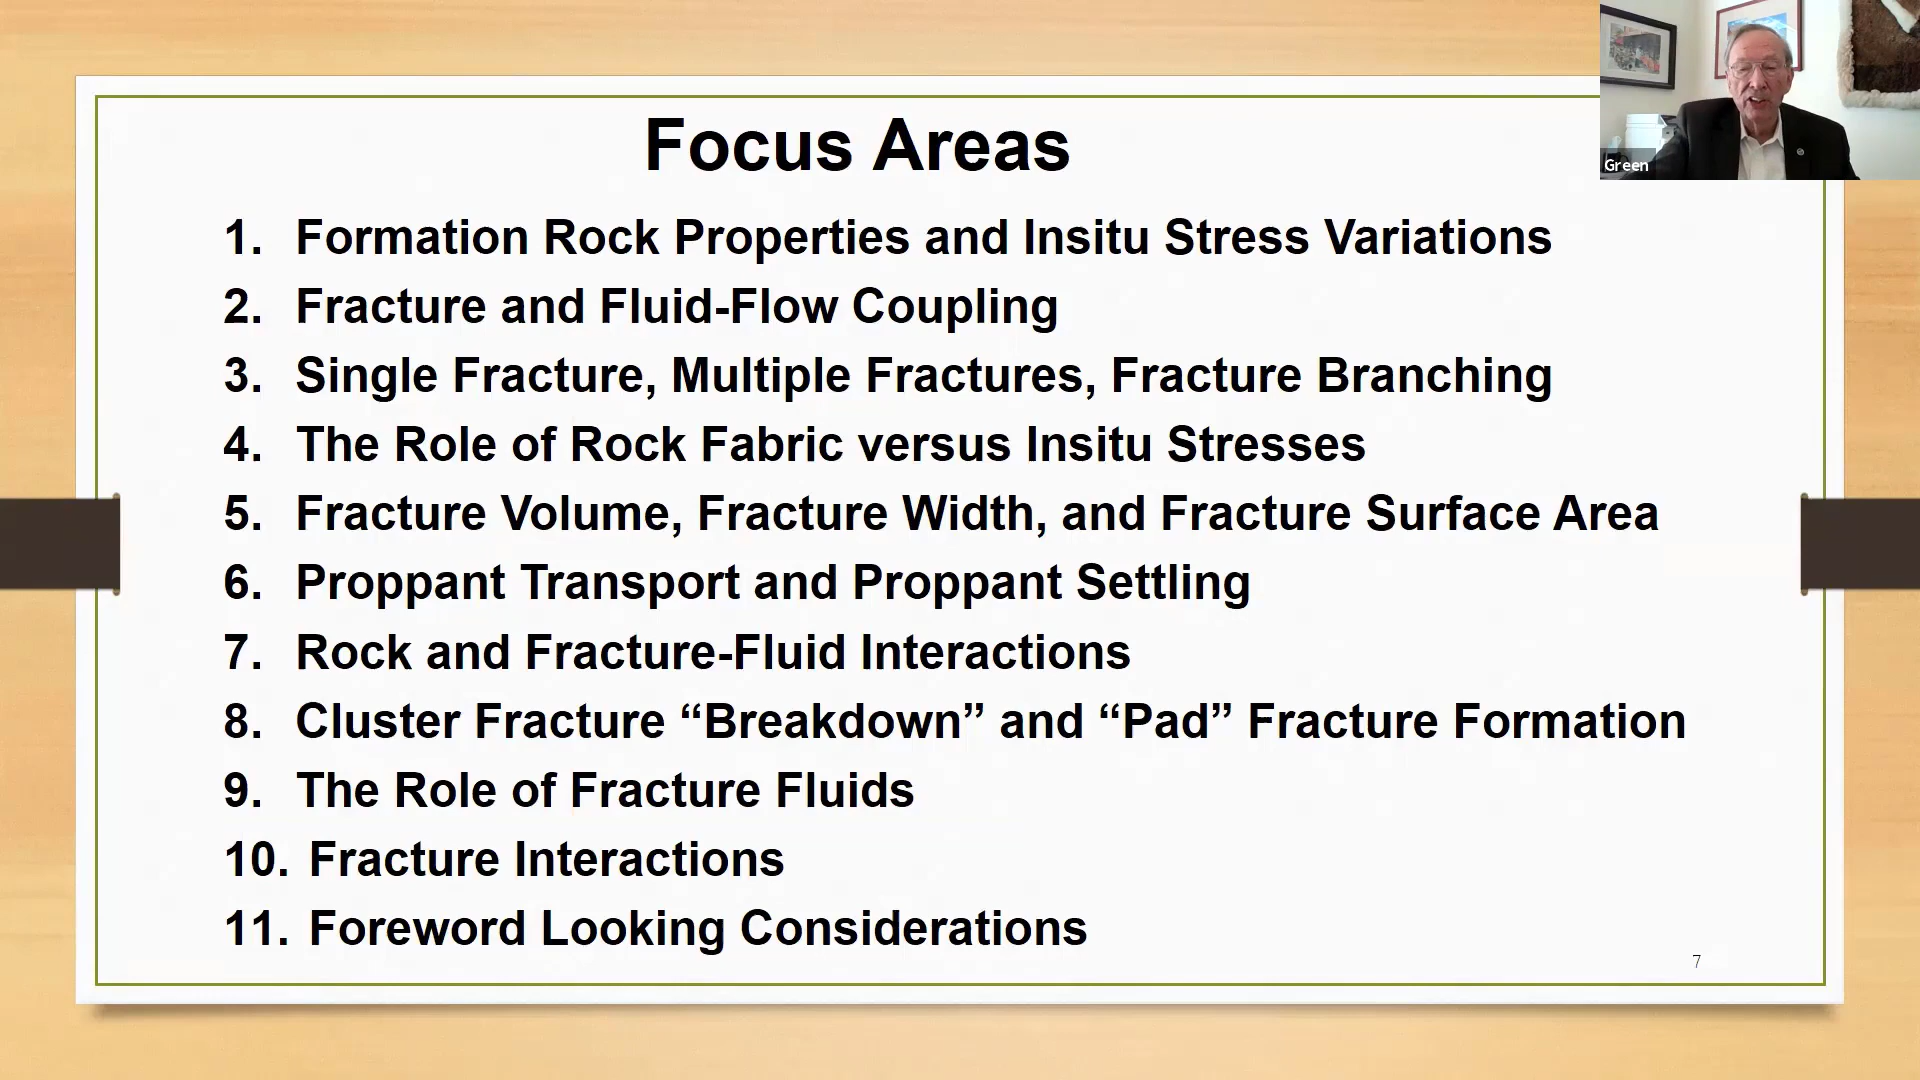 Focus Areas
Green
1. Formation Rock Properties and Insitu Stress Variations
2. Fracture and Fluid-Flow Coupling
3. Single Fracture, Multiple Fractures, Fracture Branching
4. The Role of Rock Fabric versus Insitu Stresses
5. Fracture Volume, Fracture Width, and Fracture Surface Area
6. Proppant Transport and Proppant Settling
7. Rock and Fracture-Fluid Interactions
8. Cluster Fracture “Breakdown” and “Pad” Fracture Formation
9. The Role of Fracture Fluids
10. Fracture Interactions
11. Foreword Looking Considerations
7